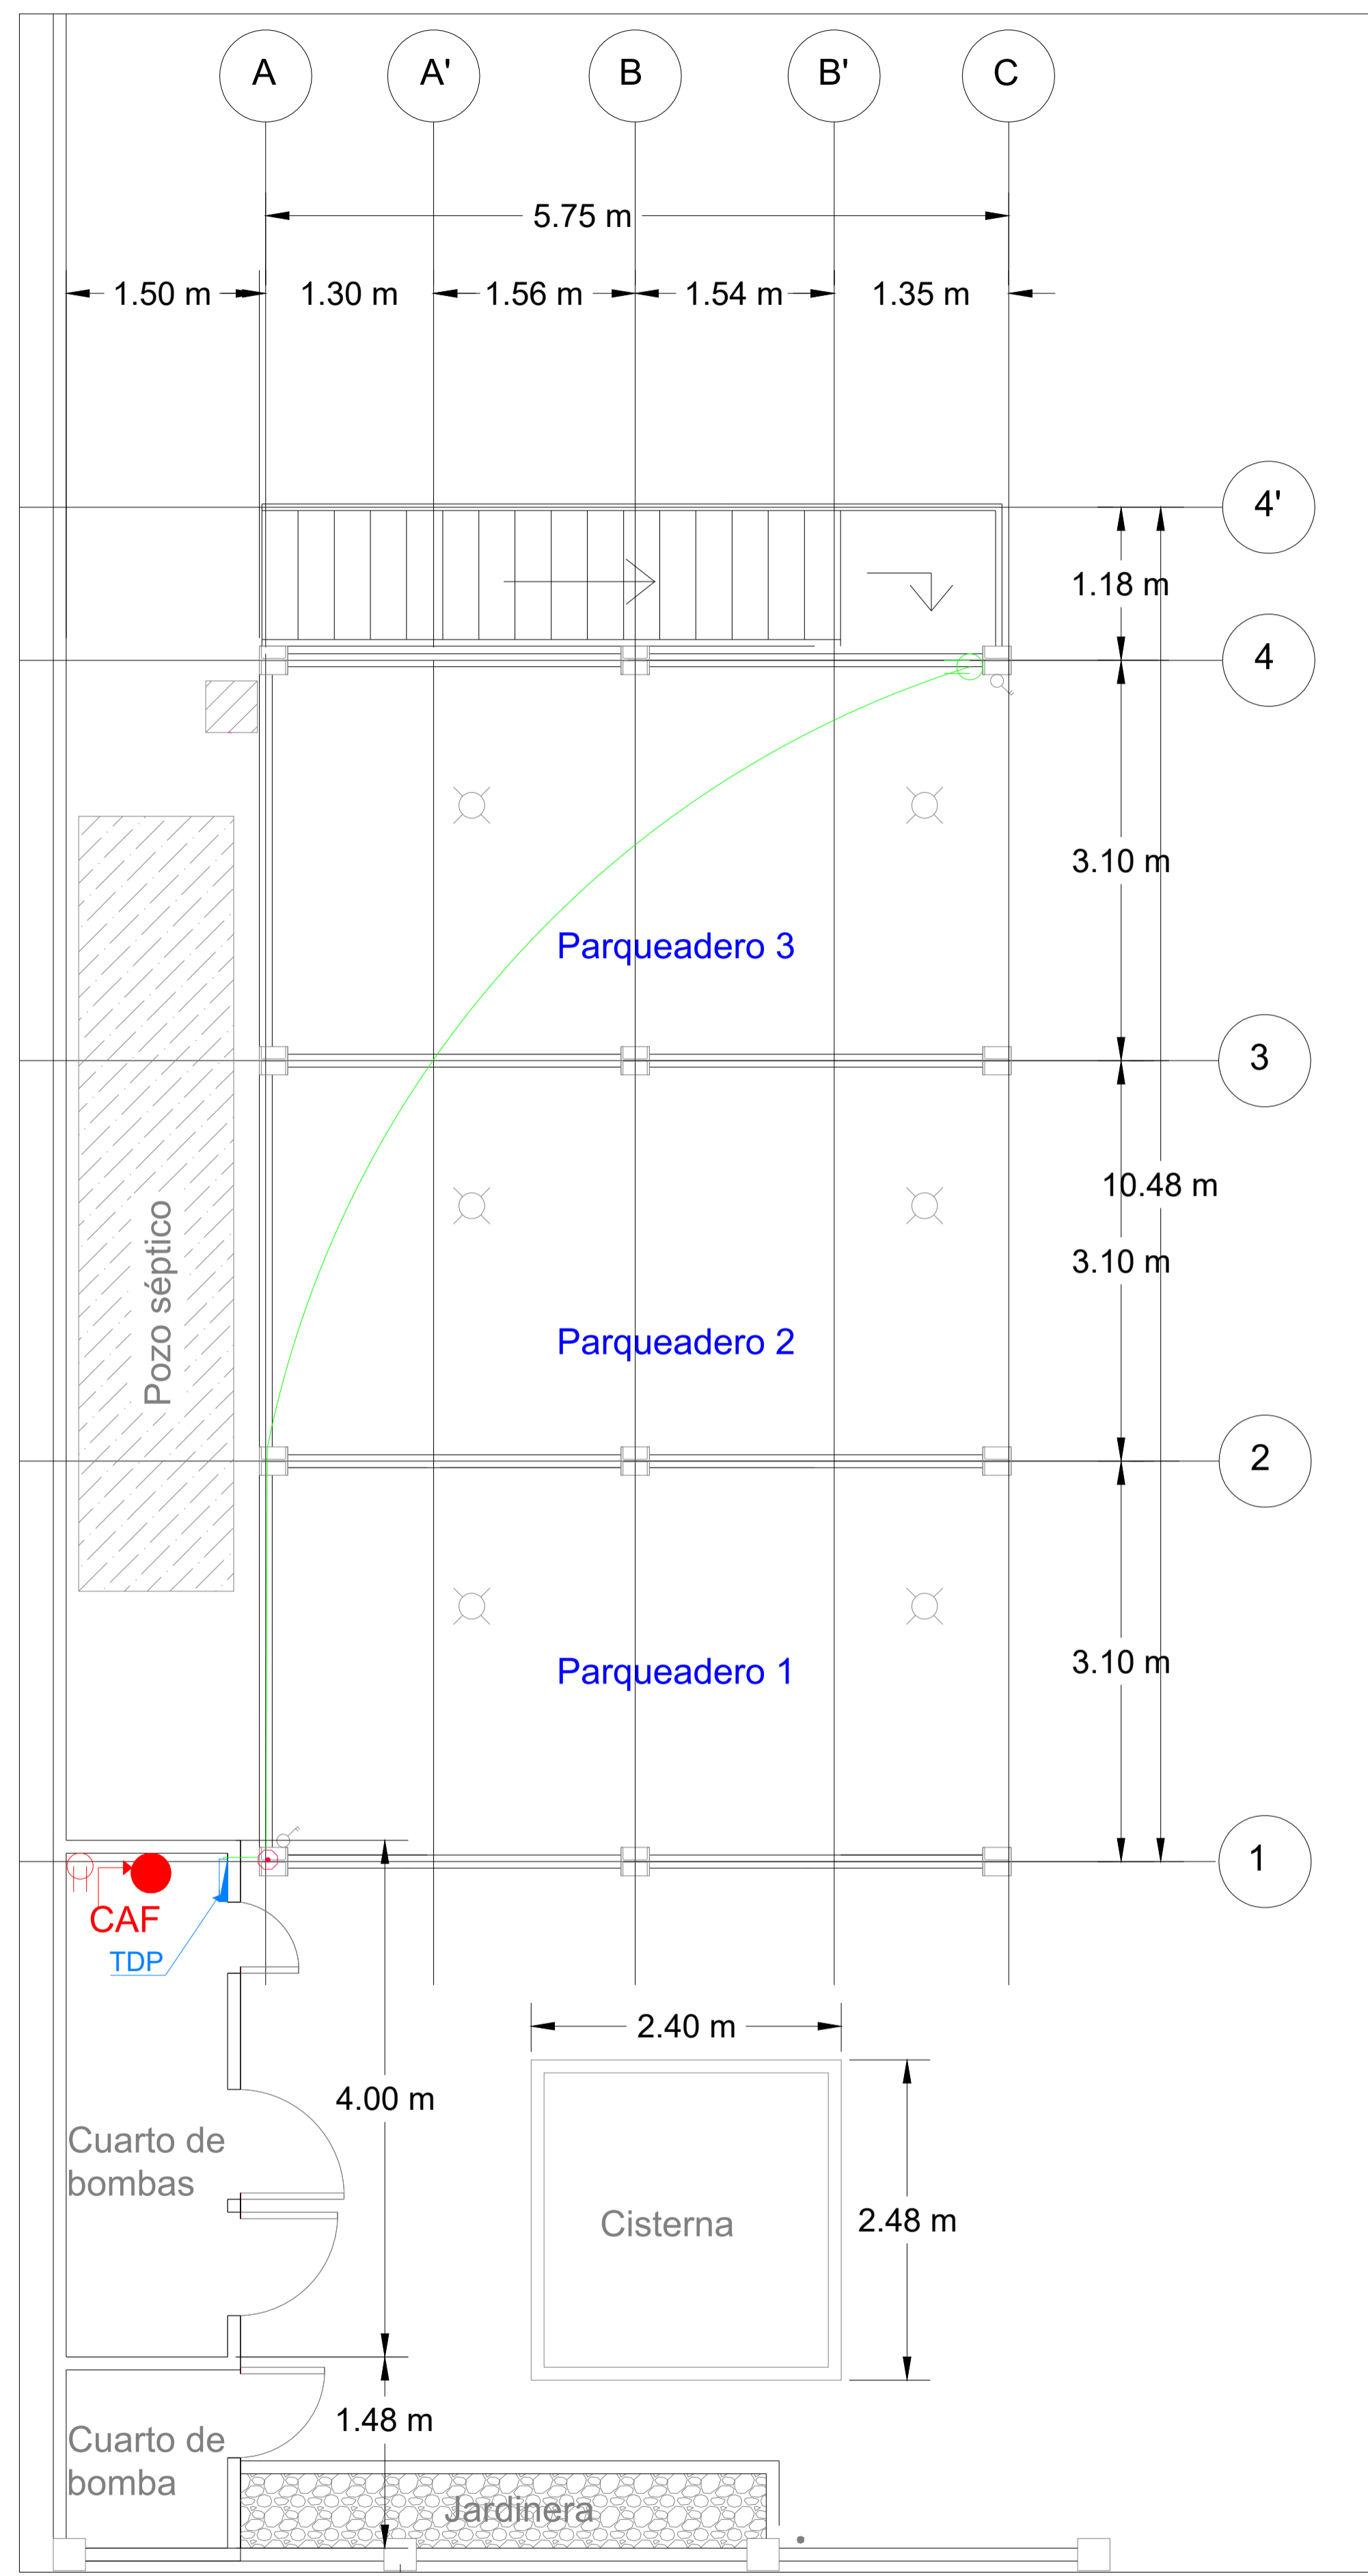 A A' B B' C
5.75 m
1.50 m 1.30 m 1.56 m 1.54 m 1.35 m
4'
1.18 m
4
3.10 m
Parqueadero 3
3
10.48 m
Pozo séptico
3.10 m
Parqueadero 2
2
3.10 m
Parqueadero 1
1
CAF
TDP
2.40 m
4.00 m
Cuarto de
bombas
Cisterna
2.48 m
1.48 m
Cuarto de
bomba
Jardinera